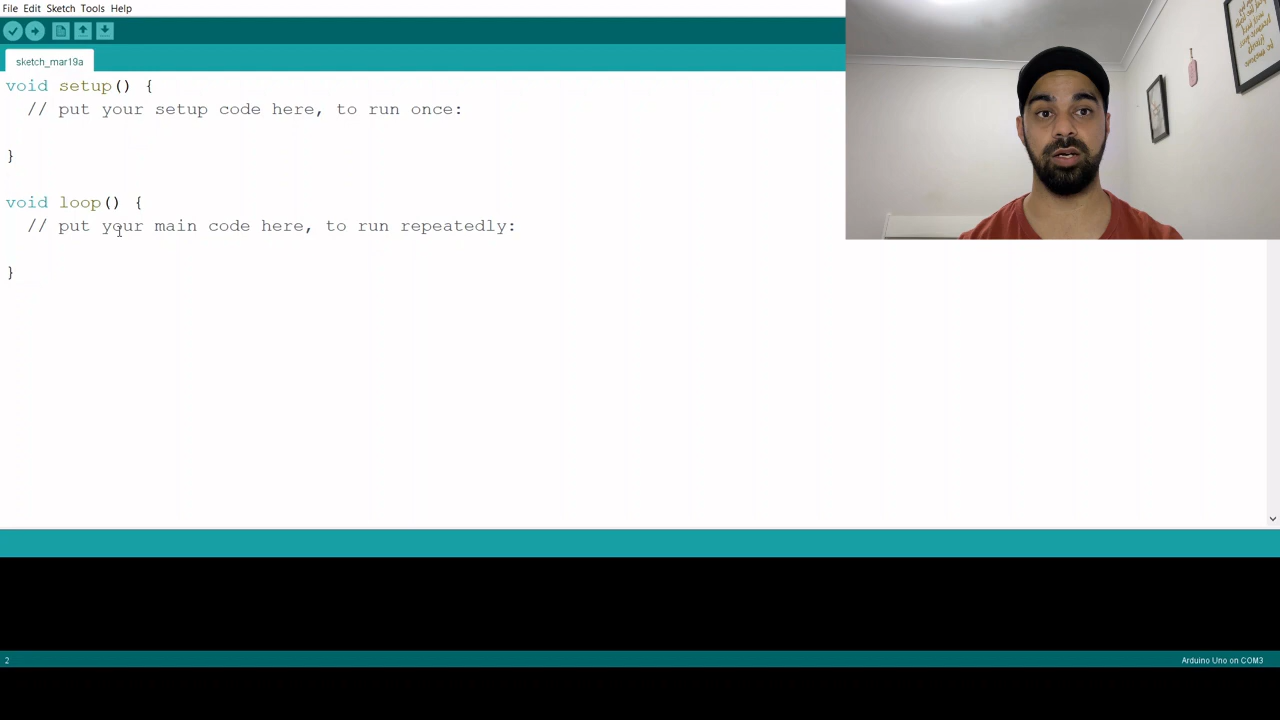 File Edit Sketch Tools Help
sketch_mar19a
void setup() {
// put your setup code here, to run once:
}
void loop() {
// put your main code here, to run repeatedly:
}
2
Arduino Uno on COM3